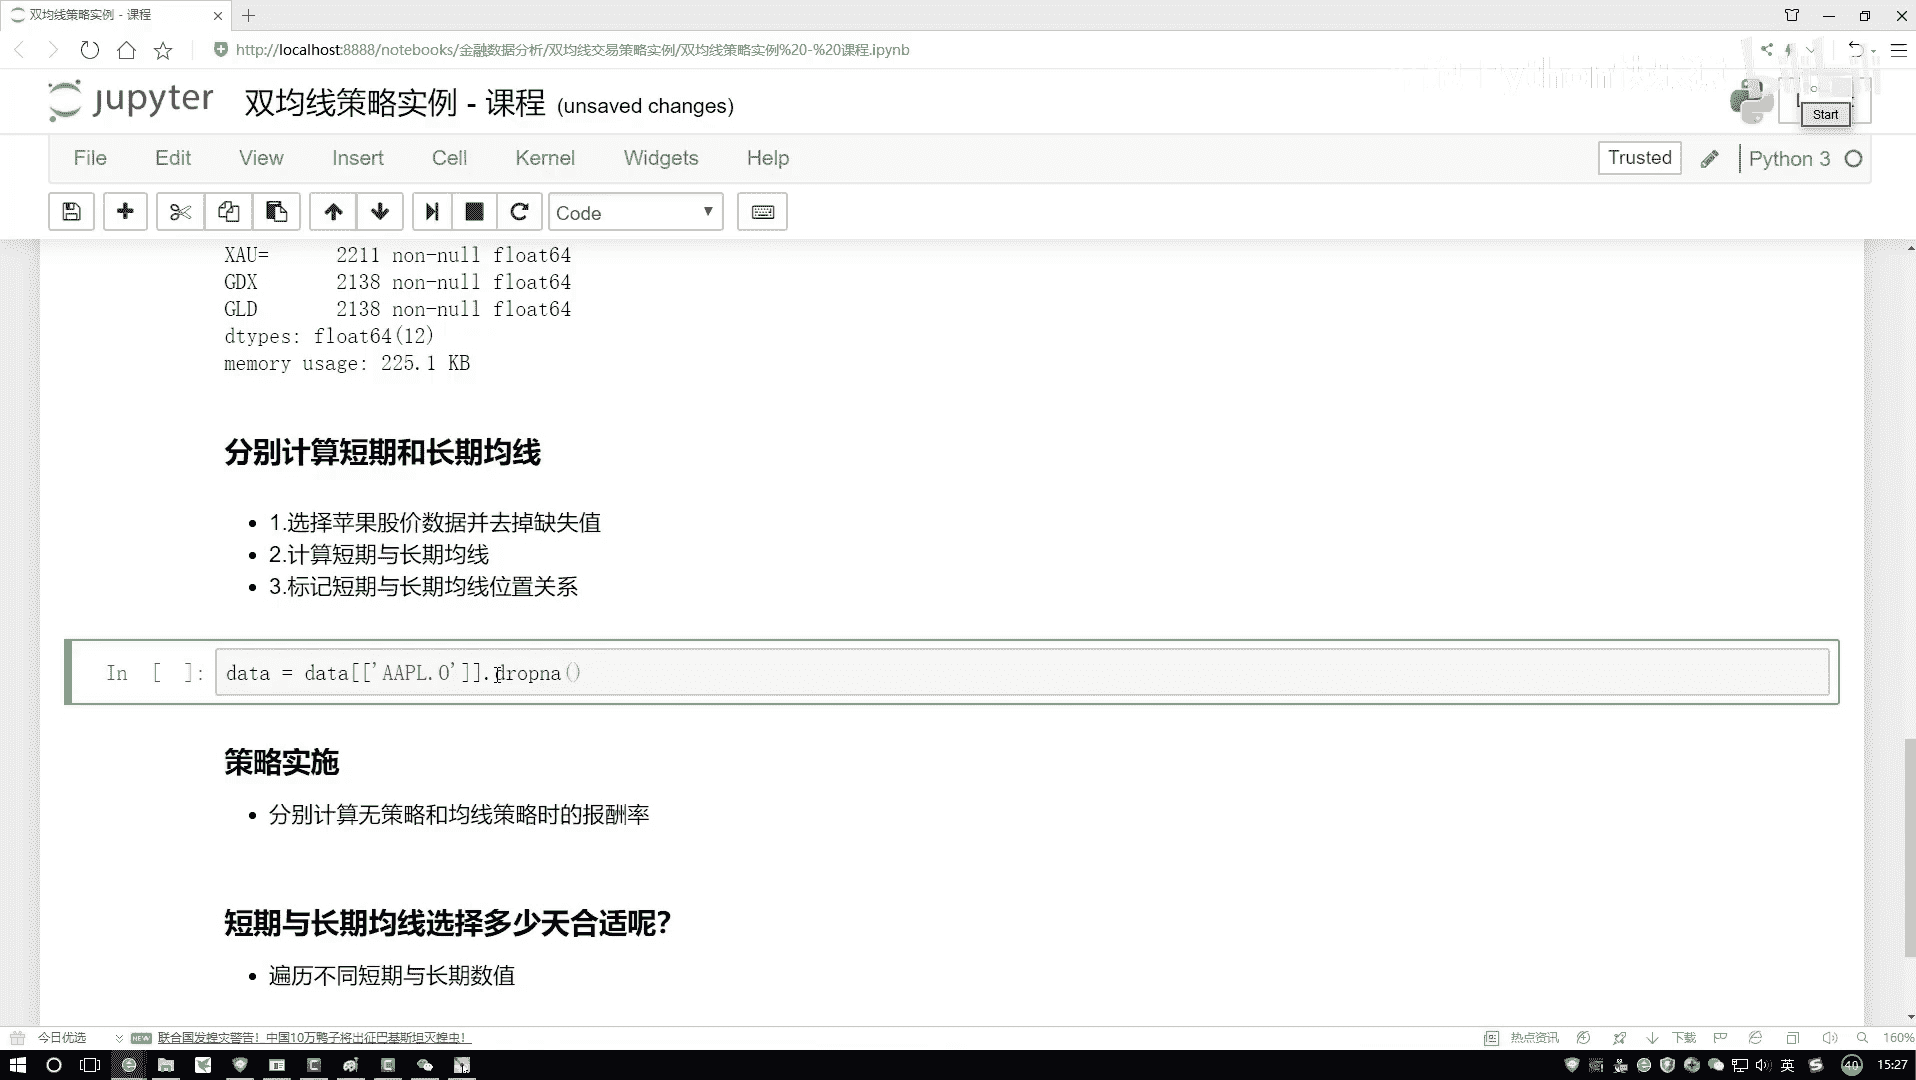 双均线策略实例 - 课程
http://localhost:8888/notebooks/金融数据分析/双均线交易策略实例/双均线策略实例%20-%20课程.ipynb
jupyter 双均线策略实例 - 课程 (unsaved changes)
Start
File Edit View Insert Cell Kernel Widgets Help
Trusted Python 3
Code
XAU= 2211 non-null float64
GDX 2138 non-null float64
GLD 2138 non-null float64
dtypes: float64(12)
memory usage: 225.1 KB
分别计算短期和长期均线
1.选择苹果股价数据并去掉缺失值
2.计算短期与长期均线
3.标记短期与长期均线位置关系
In [ ]: data = data[['AAPL.O']].dropna()
策略实施
分别计算无策略和均线策略时的报酬率
短期与长期均线选择多少天合适呢?
遍历不同短期与长期数值
今日优选 NEW 联合国发蝗灾警告！中国10万鸭子将出征巴基斯坦灭蝗虫！ 热点资讯 下载 160%
英 40 15:27